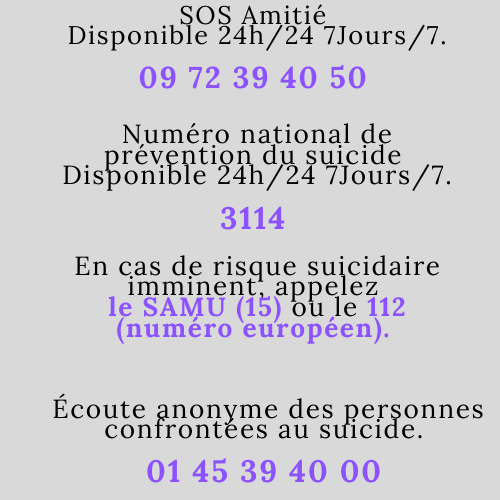 SOS Amitié
Disponible 24h/24 7Jours/7.
09 72 39 40 50
Numéro national de
prévention du suicide
Disponible 24h/24 7Jours/7.
3114
En cas de risque suicidaire
imminent, appelez
le SAMU (15) ou le 112
(numéro européen).
Écoute anonyme des personnes
confrontées au suicide.
01 45 39 40 00